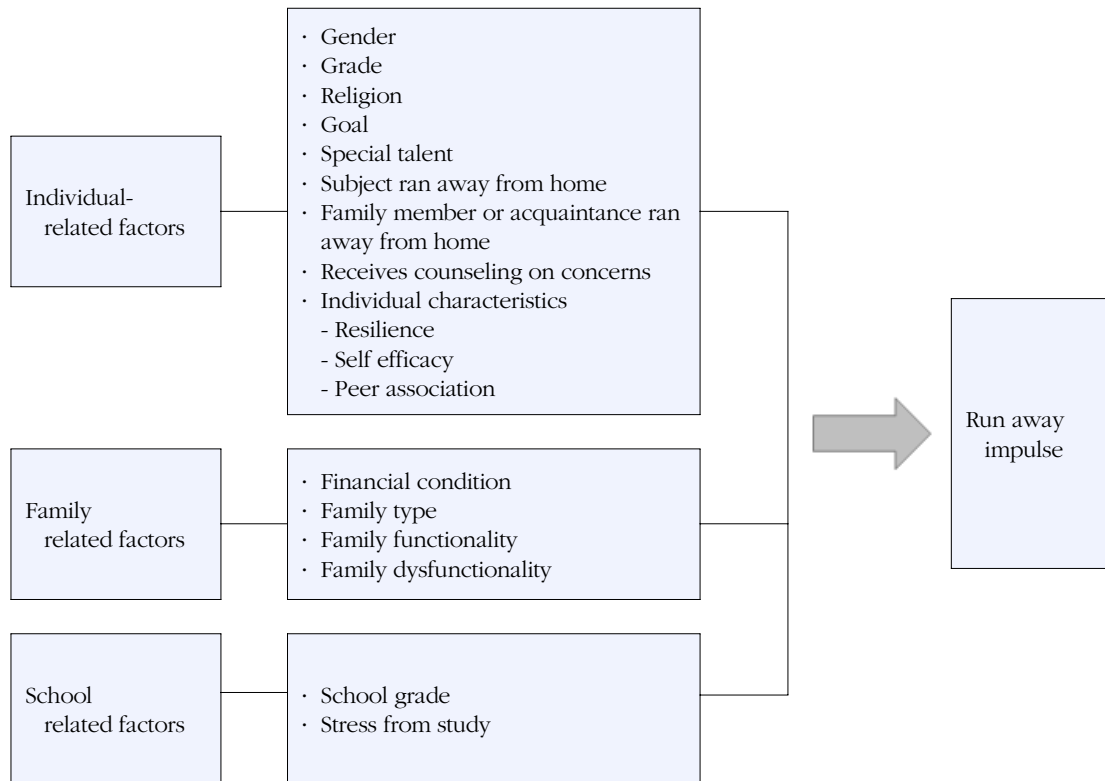 Individual-
related factors
· Gender
· Grade
· Religion
· Goal
· Special talent
· Subject ran away from home
· Family member or acquaintance ran
away from home
· Receives counseling on concerns
· Individual characteristics
- Resilience
- Self efficacy
- Peer association
Family
related factors
· Financial condition
· Family type
· Family functionality
· Family dysfunctionality
School
related factors
· School grade
· Stress from study
Run away
impulse